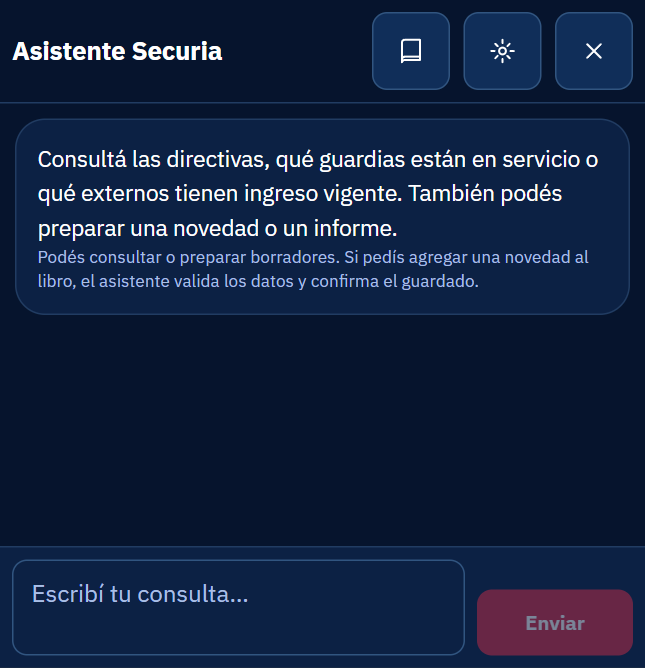 Asistente Securia
Consultá las directivas, qué guardias están en servicio o
qué externos tienen ingreso vigente. También podés
preparar una novedad o un informe.
Podés consultar o preparar borradores. Si pedís agregar una novedad al
libro, el asistente valida los datos y confirma el guardado.
Escribí tu consulta...
Enviar